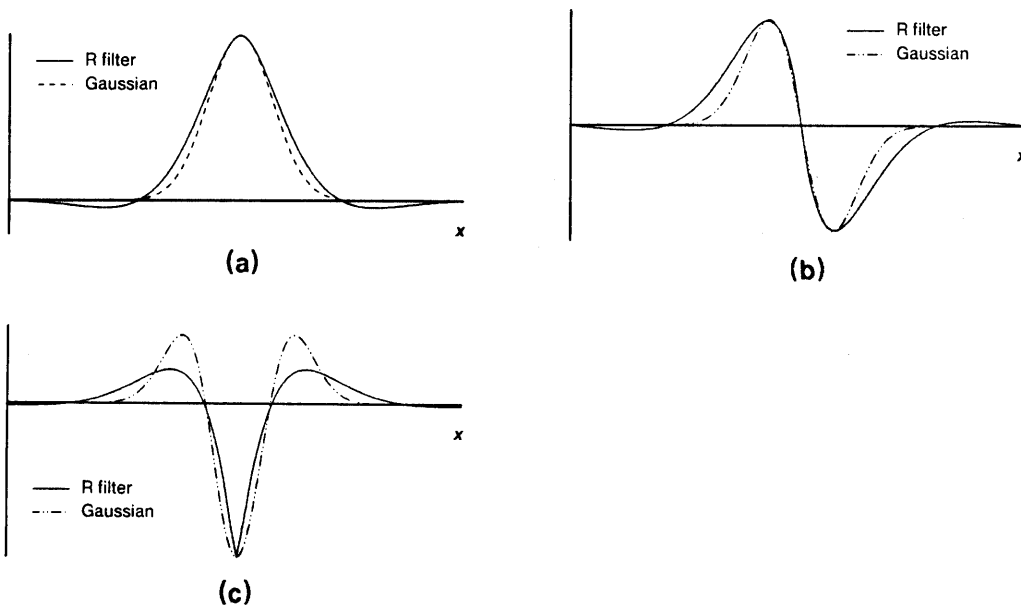 R filter
Gaussian
x
(a)
R filter
Gaussian
x
(b)
x
R filter
Gaussian
(c)